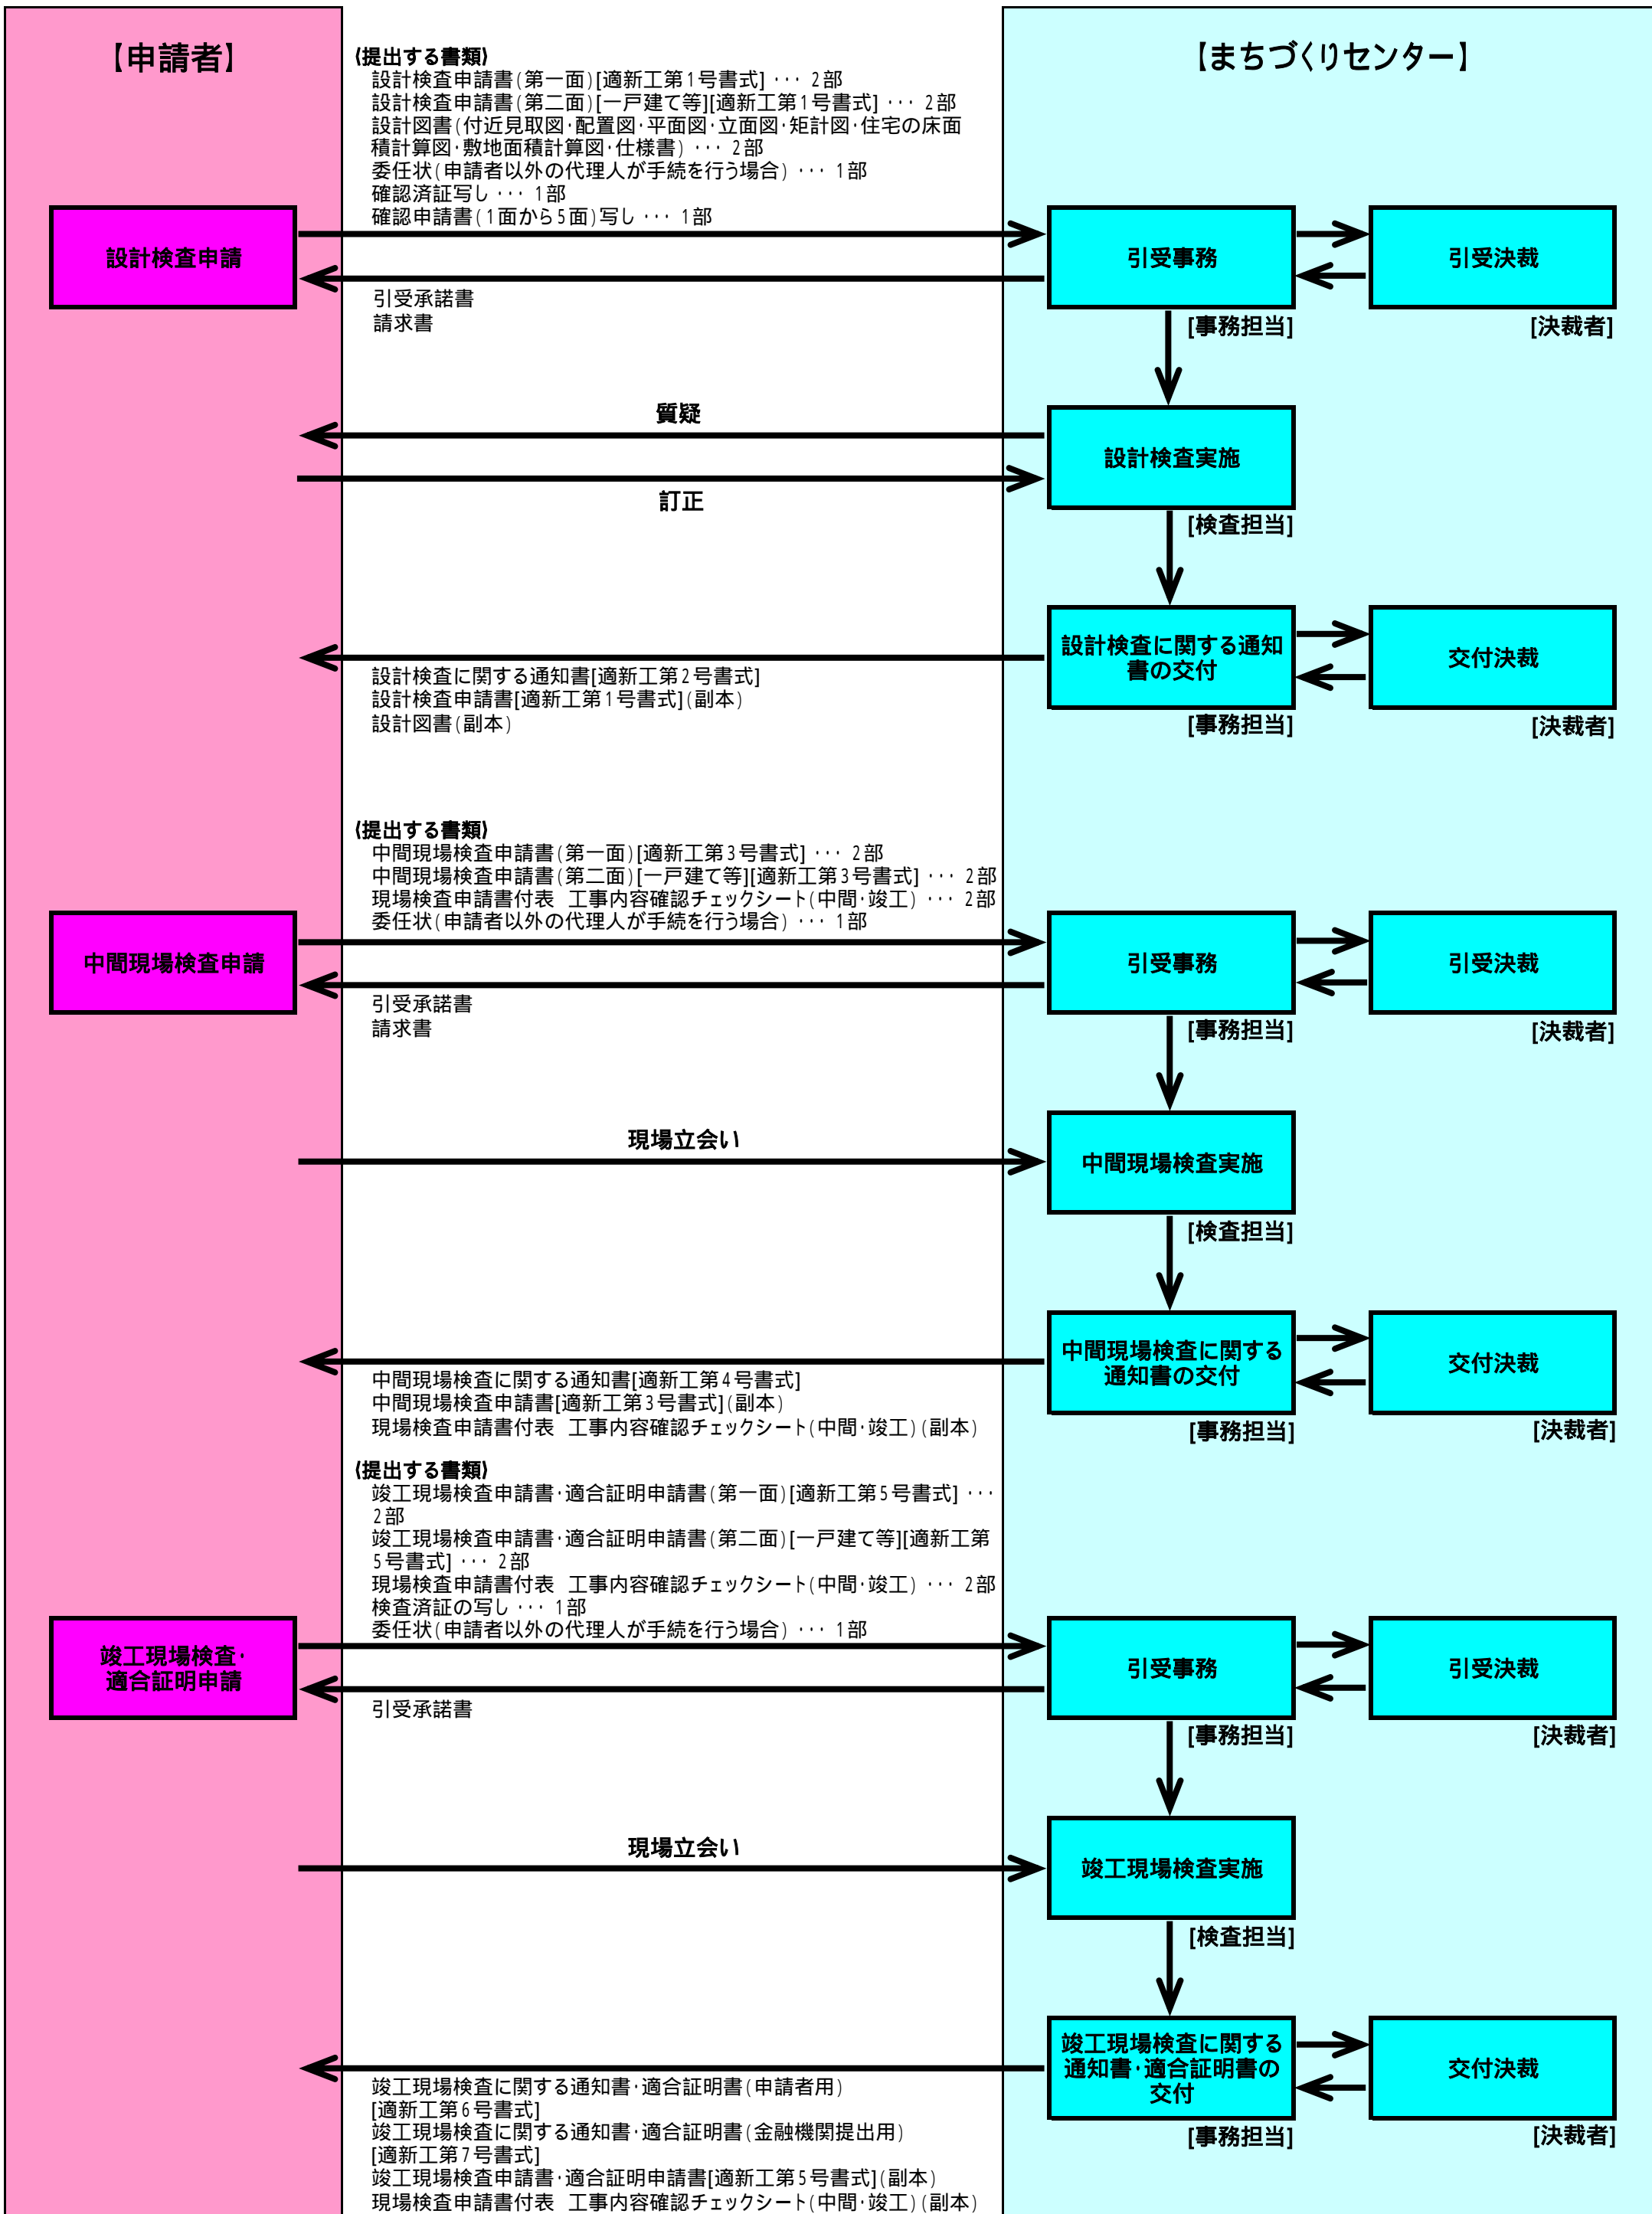 【申請者】
【まちづくりセンター】
(提出する書類)
設計検査申請書(第一面)[適新工第1号書式] ･･･ 2部
設計検査申請書(第二面)[一戸建て等][適新工第1号書式] ･･･ 2部
設計図書(付近見取図･配置図･平面図･立面図･矩計図･住宅の床面
積計算図･敷地面積計算図･仕様書) ･･･ 2部
委任状(申請者以外の代理人が手続を行う場合) ･･･ 1部
確認済証写し ･･･ 1部
確認申請書(1面から5面)写し ･･･ 1部
設計検査申請
引受事務
引受決裁
引受承諾書
請求書
[事務担当]
[決裁者]
質疑
設計検査実施
訂正
[検査担当]
設計検査に関する通知
書の交付
交付決裁
設計検査に関する通知書[適新工第2号書式]
設計検査申請書[適新工第1号書式](副本)
設計図書(副本)
[事務担当]
[決裁者]
(提出する書類)
中間現場検査申請書(第一面)[適新工第3号書式] ･･･ 2部
中間現場検査申請書(第二面)[一戸建て等][適新工第3号書式] ･･･ 2部
現場検査申請書付表 工事内容確認チェックシート(中間･竣工) ･･･ 2部
委任状(申請者以外の代理人が手続を行う場合) ･･･ 1部
中間現場検査申請
引受事務
引受決裁
引受承諾書
請求書
[事務担当]
[決裁者]
現場立会い
中間現場検査実施
[検査担当]
中間現場検査に関する
通知書の交付
交付決裁
中間現場検査に関する通知書[適新工第4号書式]
中間現場検査申請書[適新工第3号書式](副本)
現場検査申請書付表 工事内容確認チェックシート(中間･竣工)(副本)
[事務担当]
[決裁者]
(提出する書類)
竣工現場検査申請書･適合証明申請書(第一面)[適新工第5号書式] ･･･
2部
竣工現場検査申請書･適合証明申請書(第二面)[一戸建て等][適新工第
5号書式] ･･･ 2部
現場検査申請書付表 工事内容確認チェックシート(中間･竣工) ･･･ 2部
検査済証の写し ･･･ 1部
委任状(申請者以外の代理人が手続を行う場合) ･･･ 1部
竣工現場検査･
適合証明申請
引受事務
引受決裁
引受承諾書
[事務担当]
[決裁者]
現場立会い
竣工現場検査実施
[検査担当]
竣工現場検査に関する
通知書･適合証明書の
交付
交付決裁
竣工現場検査に関する通知書･適合証明書(申請者用)
[適新工第6号書式]
竣工現場検査に関する通知書･適合証明書(金融機関提出用)
[適新工第7号書式]
竣工現場検査申請書･適合証明申請書[適新工第5号書式](副本)
現場検査申請書付表 工事内容確認チェックシート(中間･竣工)(副本)
[事務担当]
[決裁者]